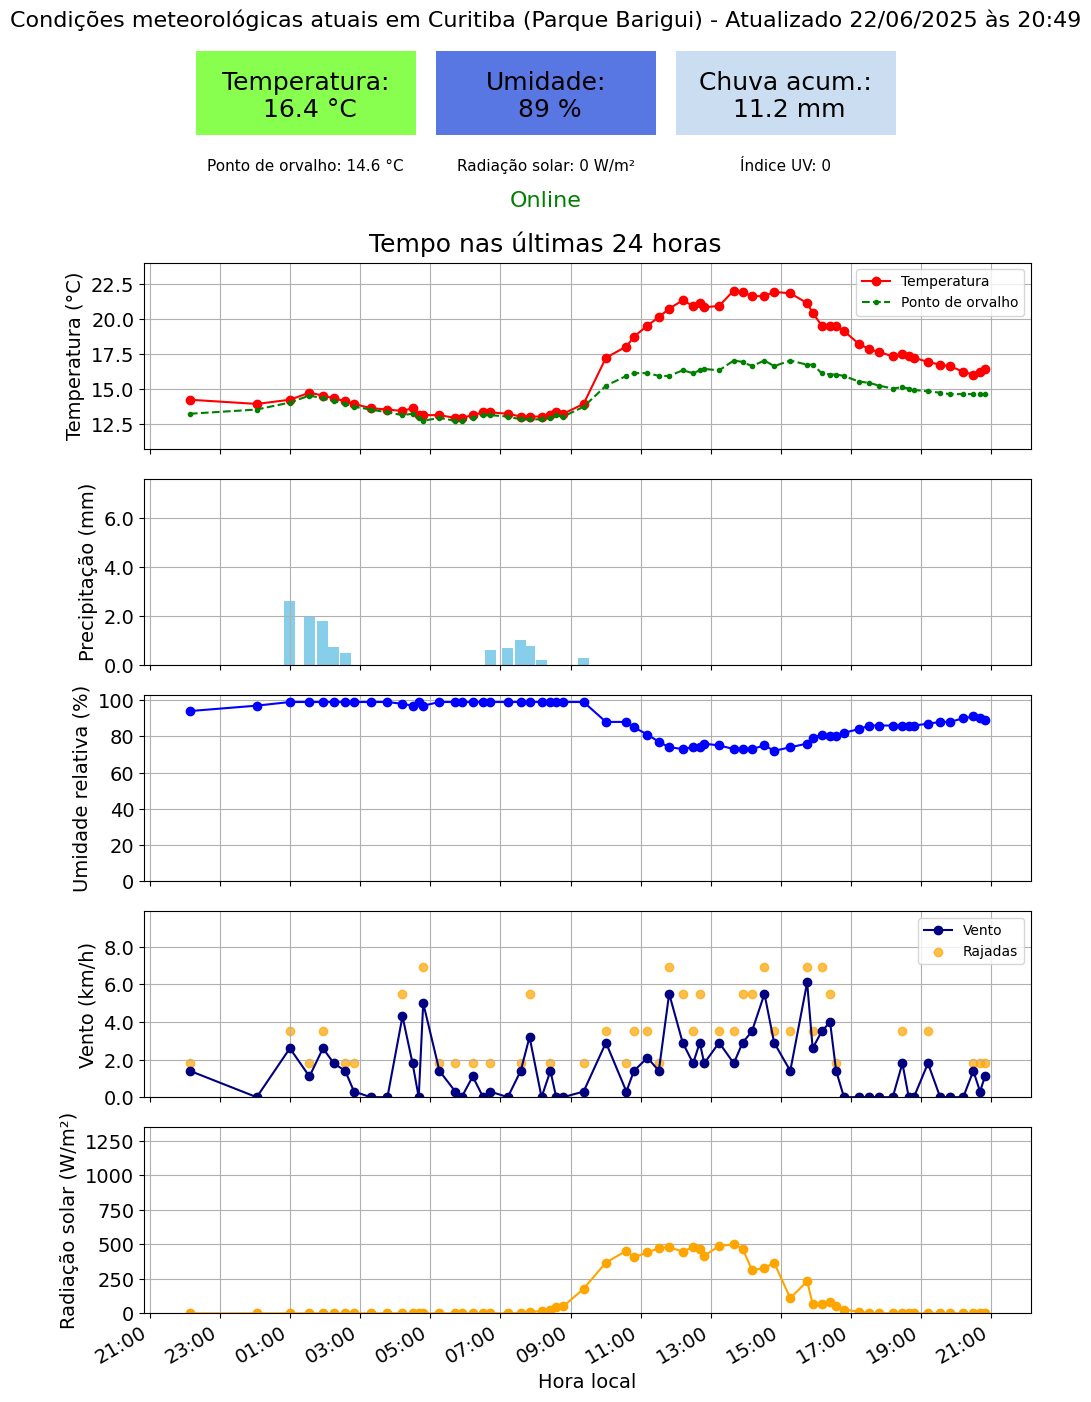 Condições meteorológicas atuais em Curitiba (Parque Barigui) - Atualizado 22/06/2025 às 20:49
Temperatura:
16.4 °C
Umidade:
89 %
Chuva acum.:
11.2 mm
Ponto de orvalho: 14.6 °C
Radiação solar: 0 W/m²
Índice UV: 0
Online
Tempo nas últimas 24 horas
Temperatura (°C)
22.5
20.0
17.5
15.0
12.5
Temperatura
Ponto de orvalho
Precipitação (mm)
6.0
4.0
2.0
0.0
Umidade relativa (%)
100
80
60
40
20
0
Vento (km/h)
8.0
6.0
4.0
2.0
0.0
Vento
Rajadas
Radiação solar (W/m²)
1250
1000
750
500
250
0
21:00
23:00
01:00
03:00
05:00
07:00
09:00
11:00
13:00
15:00
17:00
19:00
21:00
Hora local